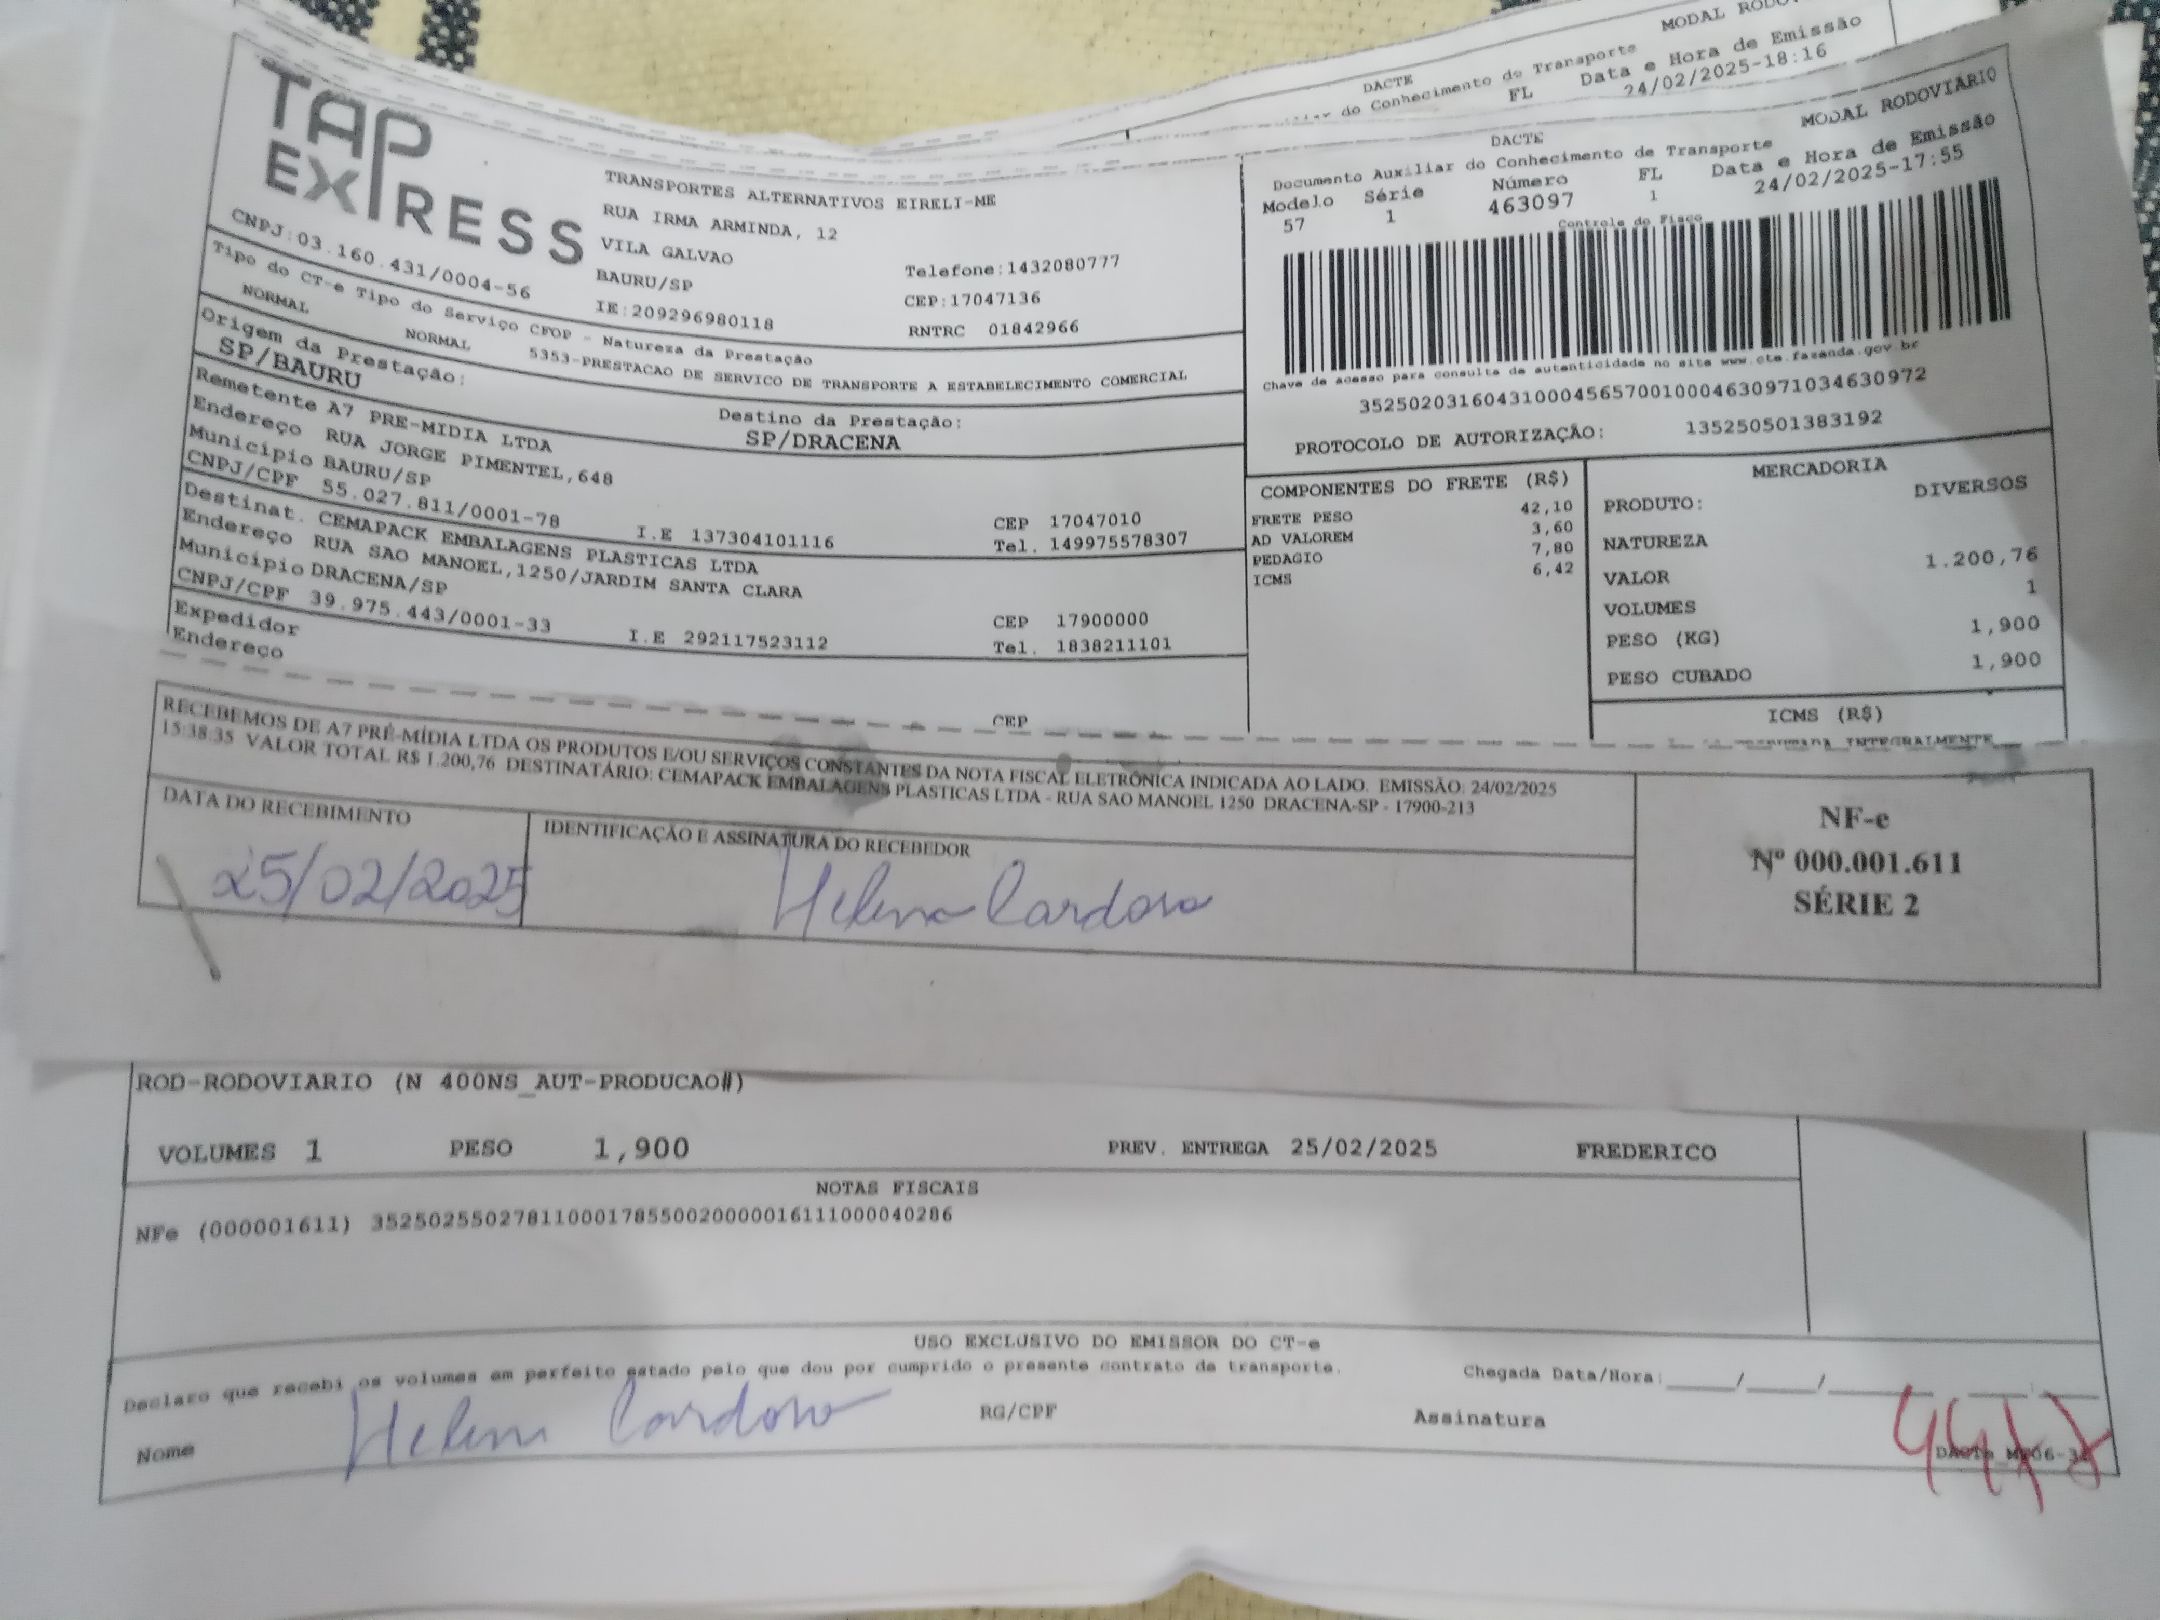 MODAL
DACTE
do Conhecimento de Transporte
FL
Data e Hora de Emissão
24/02/2025-18:16
TAP
EXPRESS
CNPJ:03.160.431/0004-56
TRANSPORTES ALTERNATIVOS EIRELI-ME
RUA IRMA ARMINDA, 12
VILA GALVAO
BAURU/SP
IE:209296980118
Telefone:1432080777
CEP:17047136
RNTRC 01842966
DACTE
MODAL RODOVIARIO
Documento Auxiliar do Conhecimento de Transporte
Modelo Série Número FL Data e Hora de Emissão
57 1 463097 1 24/02/2025-17:55
Controle do Fisco
Chave de acesso para consulta de autenticidade no site www.cte.fazenda.gov.br
35250203160431000456570010004630971034630972
PROTOCOLO DE AUTORIZAÇÃO: 135250501383192
Tipo do CT-e Tipo do Serviço CFOP - Natureza da Prestação
NORMAL NORMAL 5353-PRESTACAO DE SERVICO DE TRANSPORTE A ESTABELECIMENTO COMERCIAL
Origem da Prestação: Destino da Prestação:
SP/BAURU SP/DRACENA
Remetente A7 PRE-MIDIA LTDA
Endereço RUA JORGE PIMENTEL,648
Município BAURU/SP CEP 17047010
CNPJ/CPF 55.027.811/0001-78 I.E 137304101116 Tel. 149975578307
Destinat. CEMAPACK EMBALAGENS PLASTICAS LTDA
Endereço RUA SAO MANOEL,1250/JARDIM SANTA CLARA
Município DRACENA/SP CEP 17900000
CNPJ/CPF 39.975.443/0001-33 I.E 292117523112 Tel. 1838211101
Expedidor
Endereço
CEP
COMPONENTES DO FRETE (R$)
FRETE PESO 42,10
AD VALOREM 3,60
PEDAGIO 7,80
ICMS 6,42
MERCADORIA
PRODUTO: DIVERSOS
NATUREZA
VALOR 1.200,76
VOLUMES 1
PESO (KG) 1,900
PESO CUBADO 1,900
ICMS (R$)
INTEGRALMENTE
RECEBEMOS DE A7 PRÉ-MÍDIA LTDA OS PRODUTOS E/OU SERVIÇOS CONSTANTES DA NOTA FISCAL ELETRÔNICA INDICADA AO LADO. EMISSÃO: 24/02/2025
15:38:35 VALOR TOTAL R$ 1.200,76 DESTINATÁRIO: CEMAPACK EMBALAGENS PLASTICAS LTDA - RUA SAO MANOEL 1250 DRACENA-SP - 17900-213
DATA DO RECEBIMENTO
25/02/2025
IDENTIFICAÇÃO E ASSINATURA DO RECEBEDOR
Helena Cardoso
NF-e
Nº 000.001.611
SÉRIE 2
ROD-RODOVIARIO (N 400NS_AUT-PRODUCAO#)
VOLUMES 1 PESO 1,900 PREV. ENTREGA 25/02/2025 FREDERICO
NOTAS FISCAIS
NFe (000001611) 35250255027811000178550020000016111000040286
USO EXCLUSIVO DO EMISSOR DO CT-e
Declaro que recebi os volumes em perfeito estado pelo que dou por cumprido o presente contrato de transporte.
Chegada Data/Hora:____/____/______ ____:____
Nome Helena Cardoso RG/CPF Assinatura